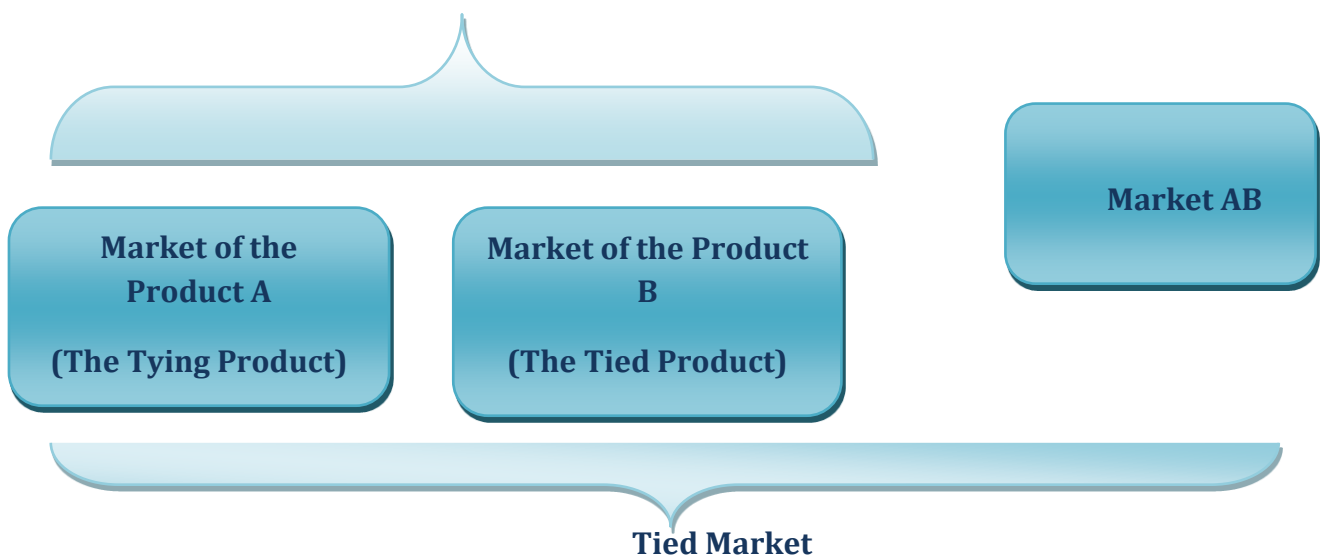 Market of the
Product A
(The Tying Product)
Market of the Product
B
(The Tied Product)
Market AB
Tied Market